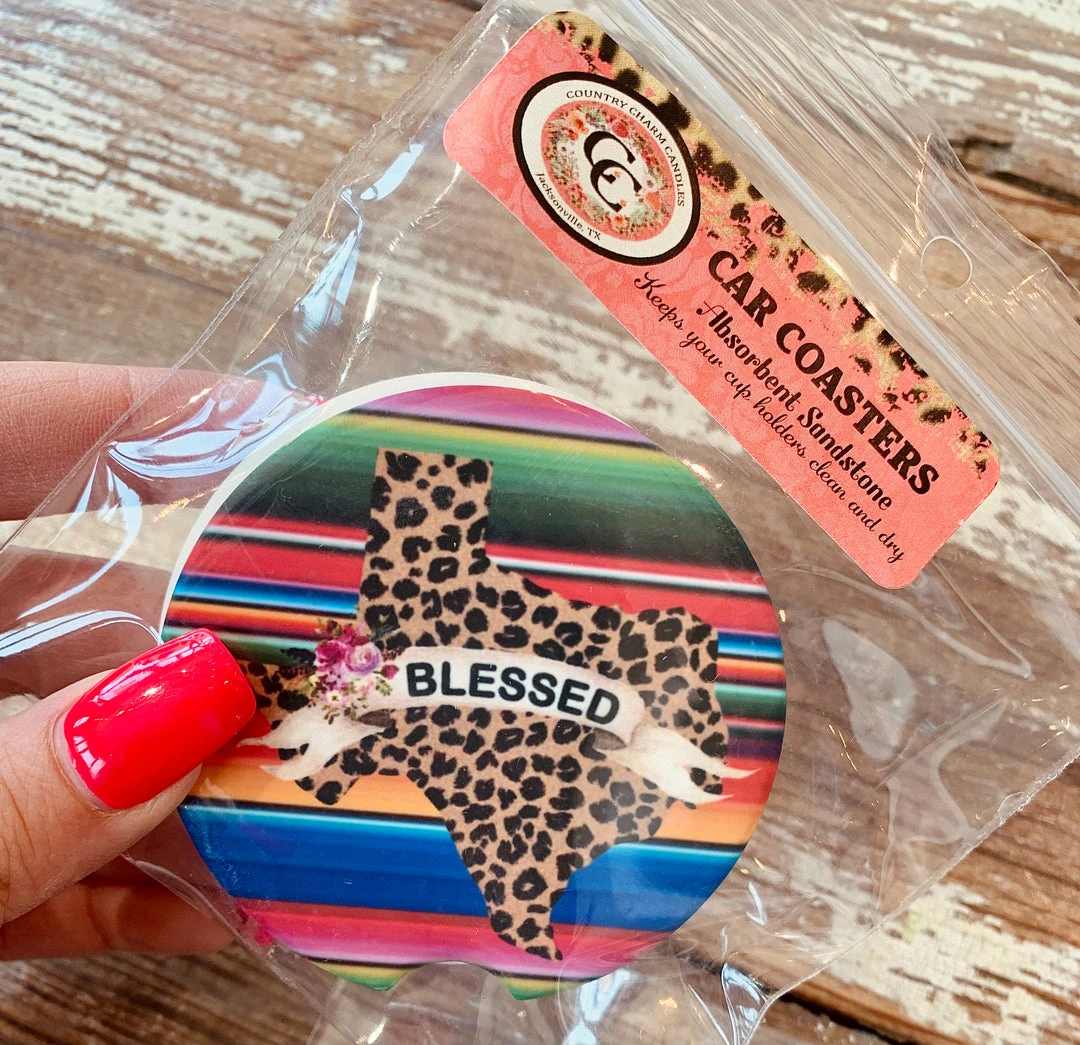 COUNTRY CHARM CANDLES
CC
Jacksonville, TX
CAR COASTERS
Absorbent Sandstone
Keeps your cup holders clean and dry
BLESSED